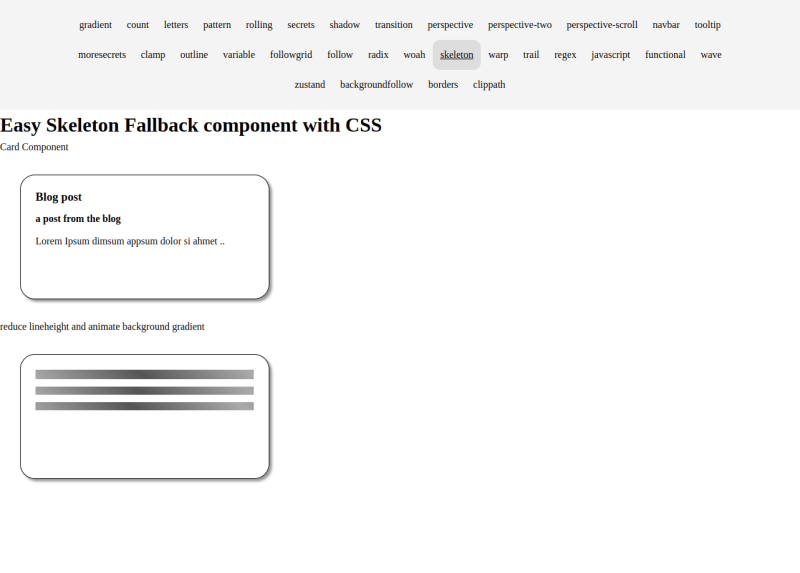 gradient count letters pattern rolling secrets shadow transition perspective perspective-two perspective-scroll navbar tooltip
moresecrets clamp outline variable followgrid follow radix woah skeleton warp trail regex javascript functional wave
zustand backgroundfollow borders clippath
Easy Skeleton Fallback component with CSS
Card Component
Blog post
a post from the blog
Lorem Ipsum dimsum appsum dolor si ahmet ..
reduce lineheight and animate background gradient